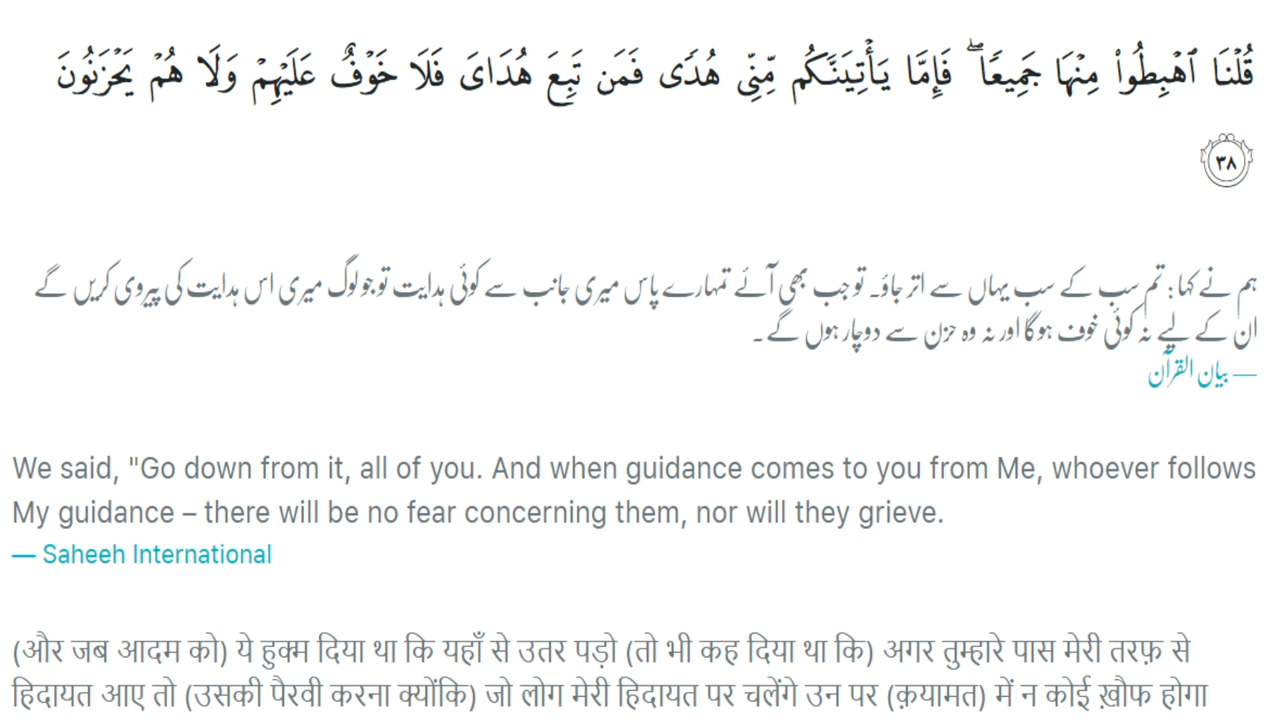 قُلۡنَا ٱهۡبِطُواْ مِنۡهَا جَمِيعٗاۖ فَإِمَّا يَأۡتِيَنَّكُم مِّنِّي هُدٗى فَمَن تَبِعَ هُدَايَ فَلَا خَوۡفٌ عَلَيۡهِمۡ وَلَا هُمۡ يَحۡزَنُونَ
٣٨
ہم نے کہا : تم سب کے سب یہاں سے اتر جاؤ۔ تو جب بھی آئے تمہارے پاس میری جانب سے کوئی ہدایت تو جو لوگ میری اس ہدایت کی پیروی کریں گے
ان کے لیے نہ کوئی خوف ہوگا اور نہ وہ حزن سے دوچار ہوں گے ۔
— بیان القرآن
We said, "Go down from it, all of you. And when guidance comes to you from Me, whoever follows
My guidance – there will be no fear concerning them, nor will they grieve.
— Saheeh International
(और जब आदम को) ये हुक्म दिया था कि यहाँ से उतर पड़ो (तो भी कह दिया था कि) अगर तुम्हारे पास मेरी तरफ़ से
हिदायत आए तो (उसकी पैरवी करना क्योंकि) जो लोग मेरी हिदायत पर चलेंगे उन पर (क़यामत) में न कोई ख़ौफ होगा